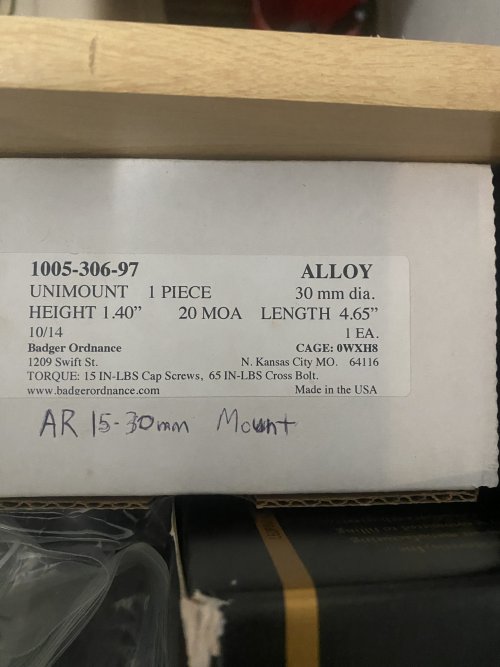 1005-306-97 ALLOY
UNIMOUNT 1 PIECE 30 mm dia.
HEIGHT 1.40” 20 MOA LENGTH 4.65”
10/14 1 EA.
Badger Ordnance CAGE: 0WXH8
1209 Swift St. N. Kansas City MO. 64116
TORQUE: 15 IN-LBS Cap Screws, 65 IN-LBS Cross Bolt.
www.badgerordnance.com Made in the USA
AR 15-30mm Mount